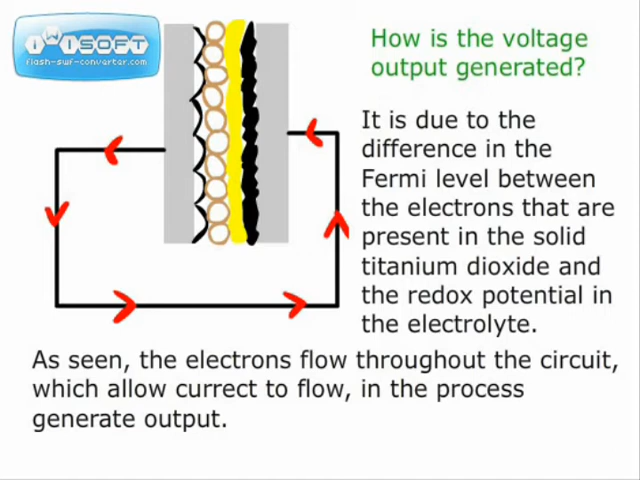 iWiSOFT
flash-swf-converter.com
How is the voltage
output generated?
It is due to the
difference in the
Fermi level between
the electrons that are
present in the solid
titanium dioxide and
the redox potential in
the electrolyte.
As seen, the electrons flow throughout the circuit,
which allow currect to flow, in the process
generate output.